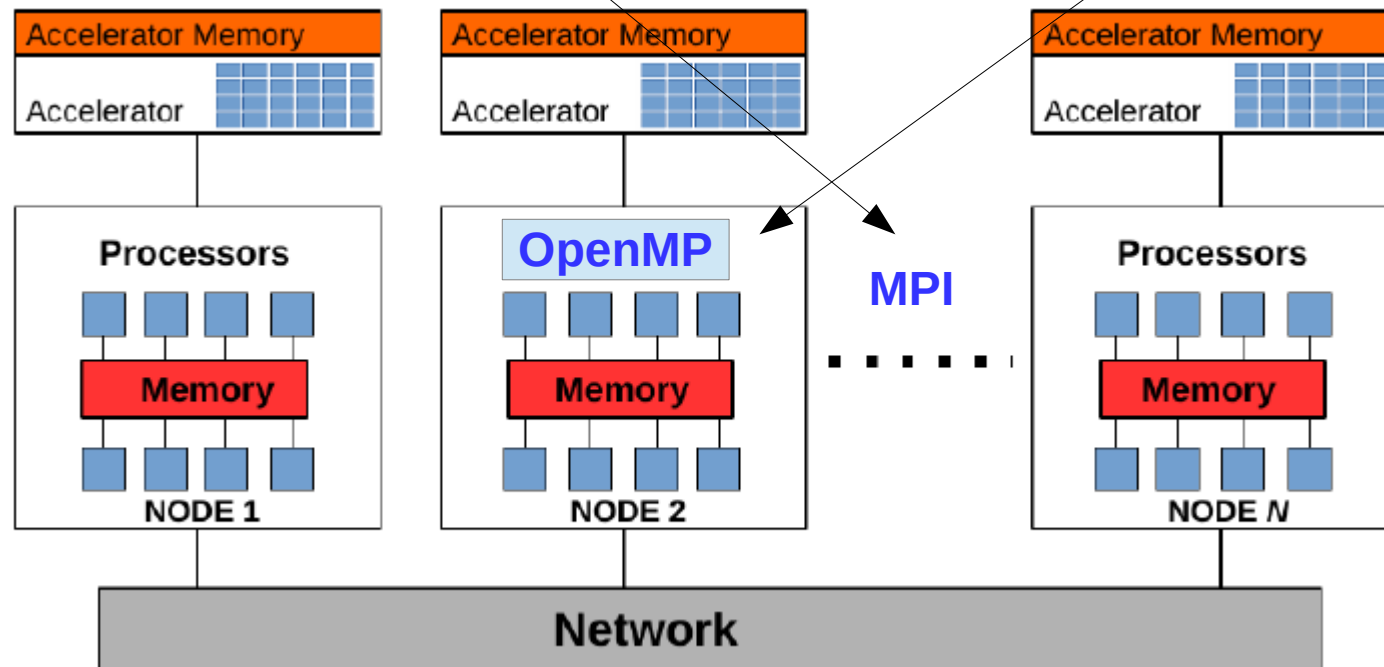 Accelerator Memory
Accelerator
Accelerator Memory
Accelerator
Accelerator Memory
Accelerator
Processors
Memory
NODE 1
OpenMP
Memory
NODE 2
MPI
Processors
Memory
NODE N
Network